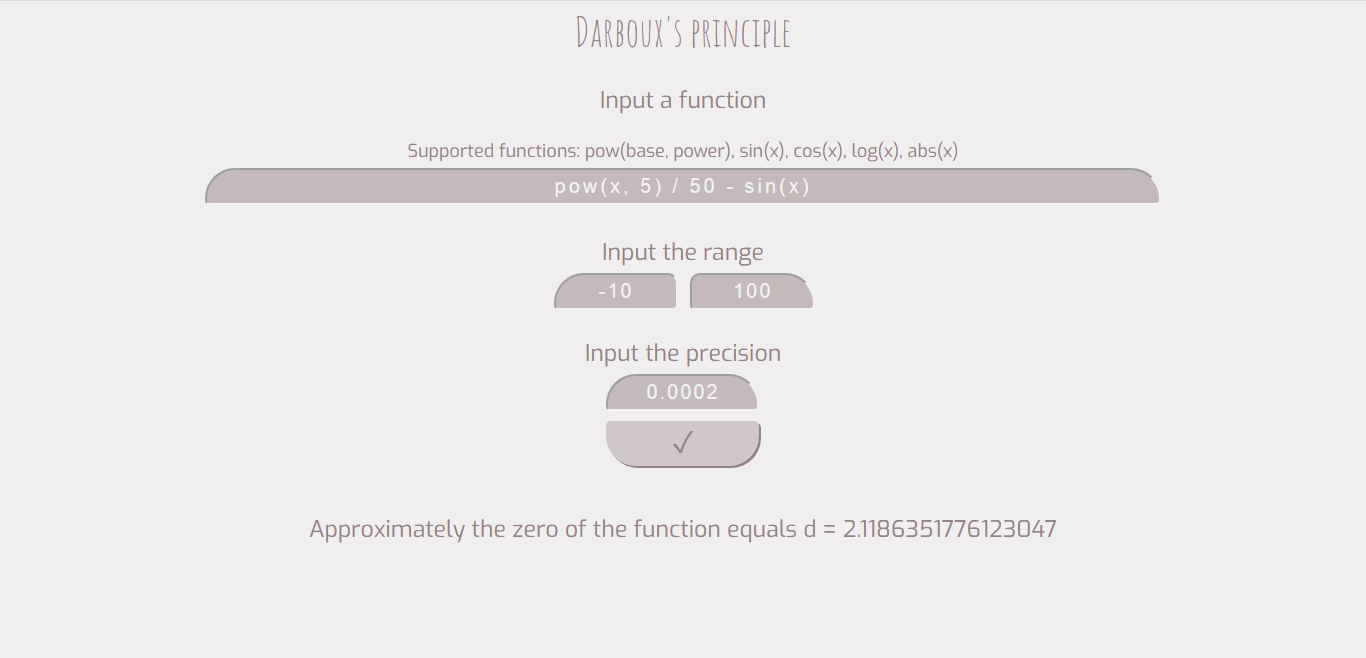 Darboux's principle
Input a function
Supported functions: pow(base, power), sin(x), cos(x), log(x), abs(x)
pow(x, 5) / 50 - sin(x)
Input the range
-10 100
Input the precision
0.0002
✓
Approximately the zero of the function equals d = 2.1186351776123047